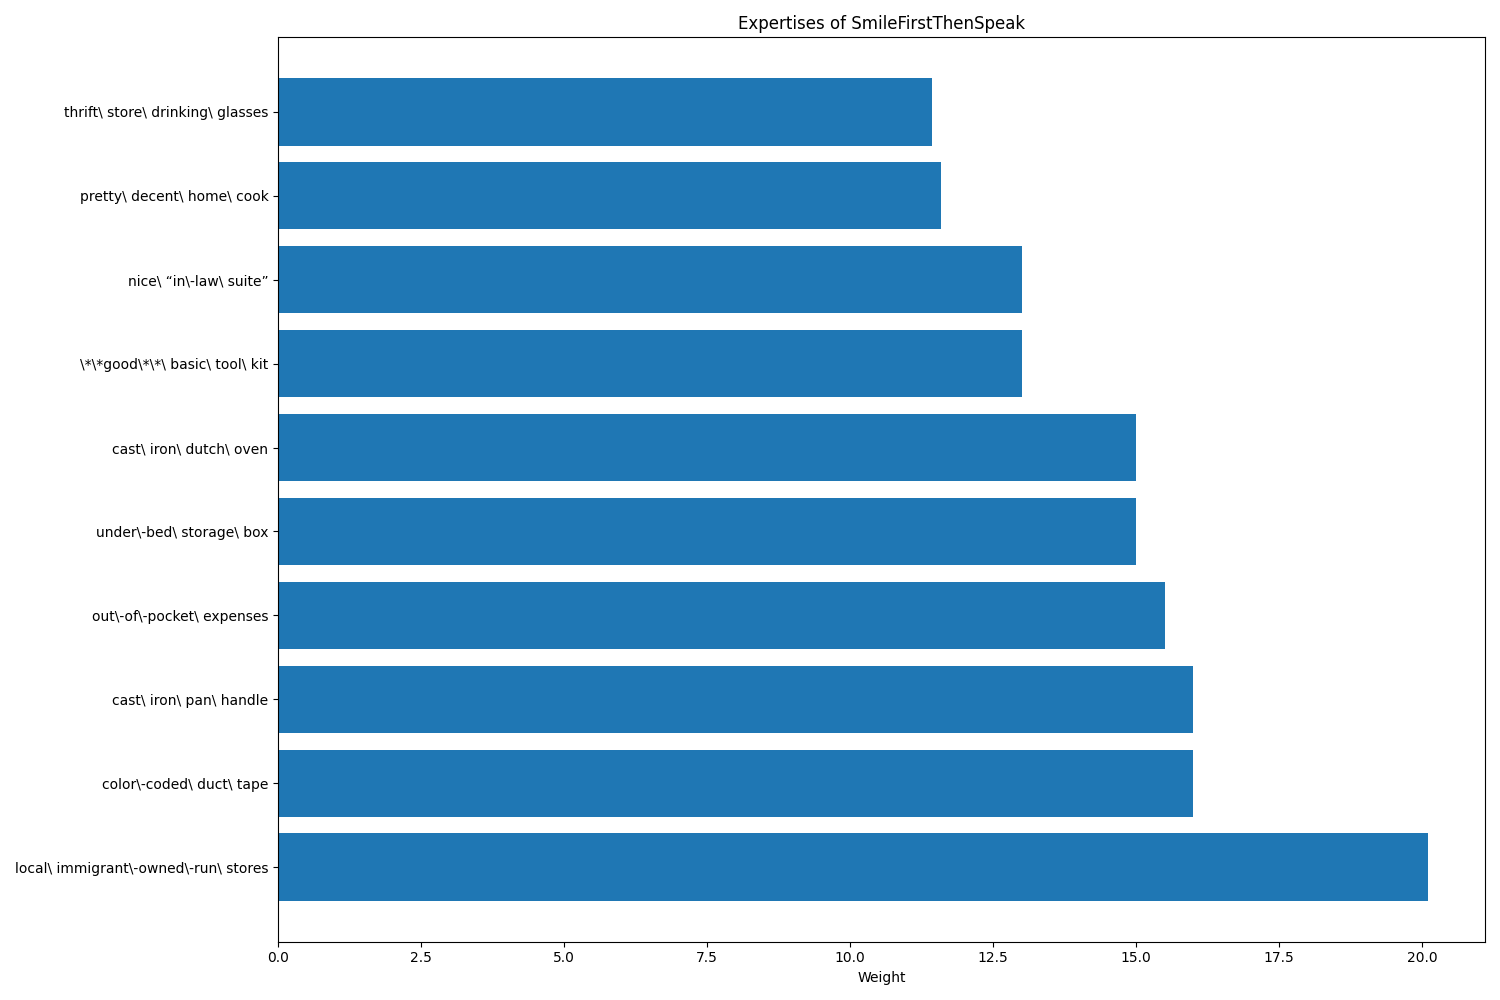 Expertises of SmileFirstThenSpeak
thrift\ store\ drinking\ glasses
pretty\ decent\ home\ cook
nice\ “in\-law\ suite”
\*\*good\*\*\ basic\ tool\ kit
cast\ iron\ dutch\ oven
under\-bed\ storage\ box
out\-of\-pocket\ expenses
cast\ iron\ pan\ handle
color\-coded\ duct\ tape
local\ immigrant\-owned\-run\ stores
0.0 2.5 5.0 7.5 10.0 12.5 15.0 17.5 20.0
Weight